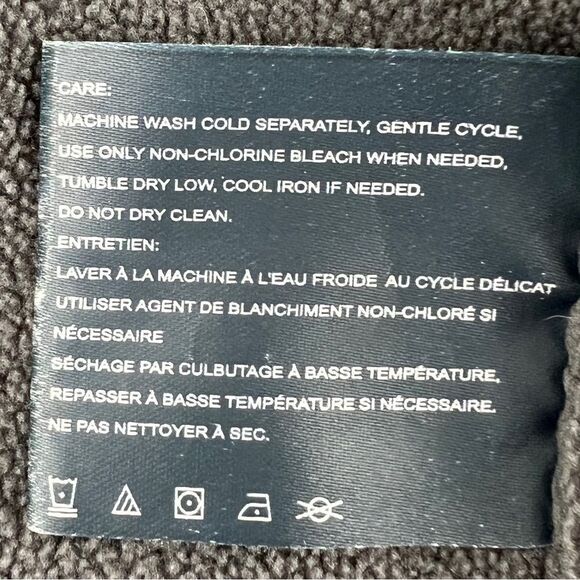 CARE:
MACHINE WASH COLD SEPARATELY, GENTLE CYCLE,
USE ONLY NON-CHLORINE BLEACH WHEN NEEDED,
TUMBLE DRY LOW, COOL IRON IF NEEDED.
DO NOT DRY CLEAN.
ENTRETIEN:
LAVER À LA MACHINE À L'EAU FROIDE AU CYCLE DÉLICAT
UTILISER AGENT DE BLANCHIMENT NON-CHLORÉ SI
NÉCESSAIRE
SÉCHAGE PAR CULBUTAGE À BASSE TEMPÉRATURE,
REPASSER À BASSE TEMPÉRATURE SI NÉCESSAIRE.
NE PAS NETTOYER À SEC.